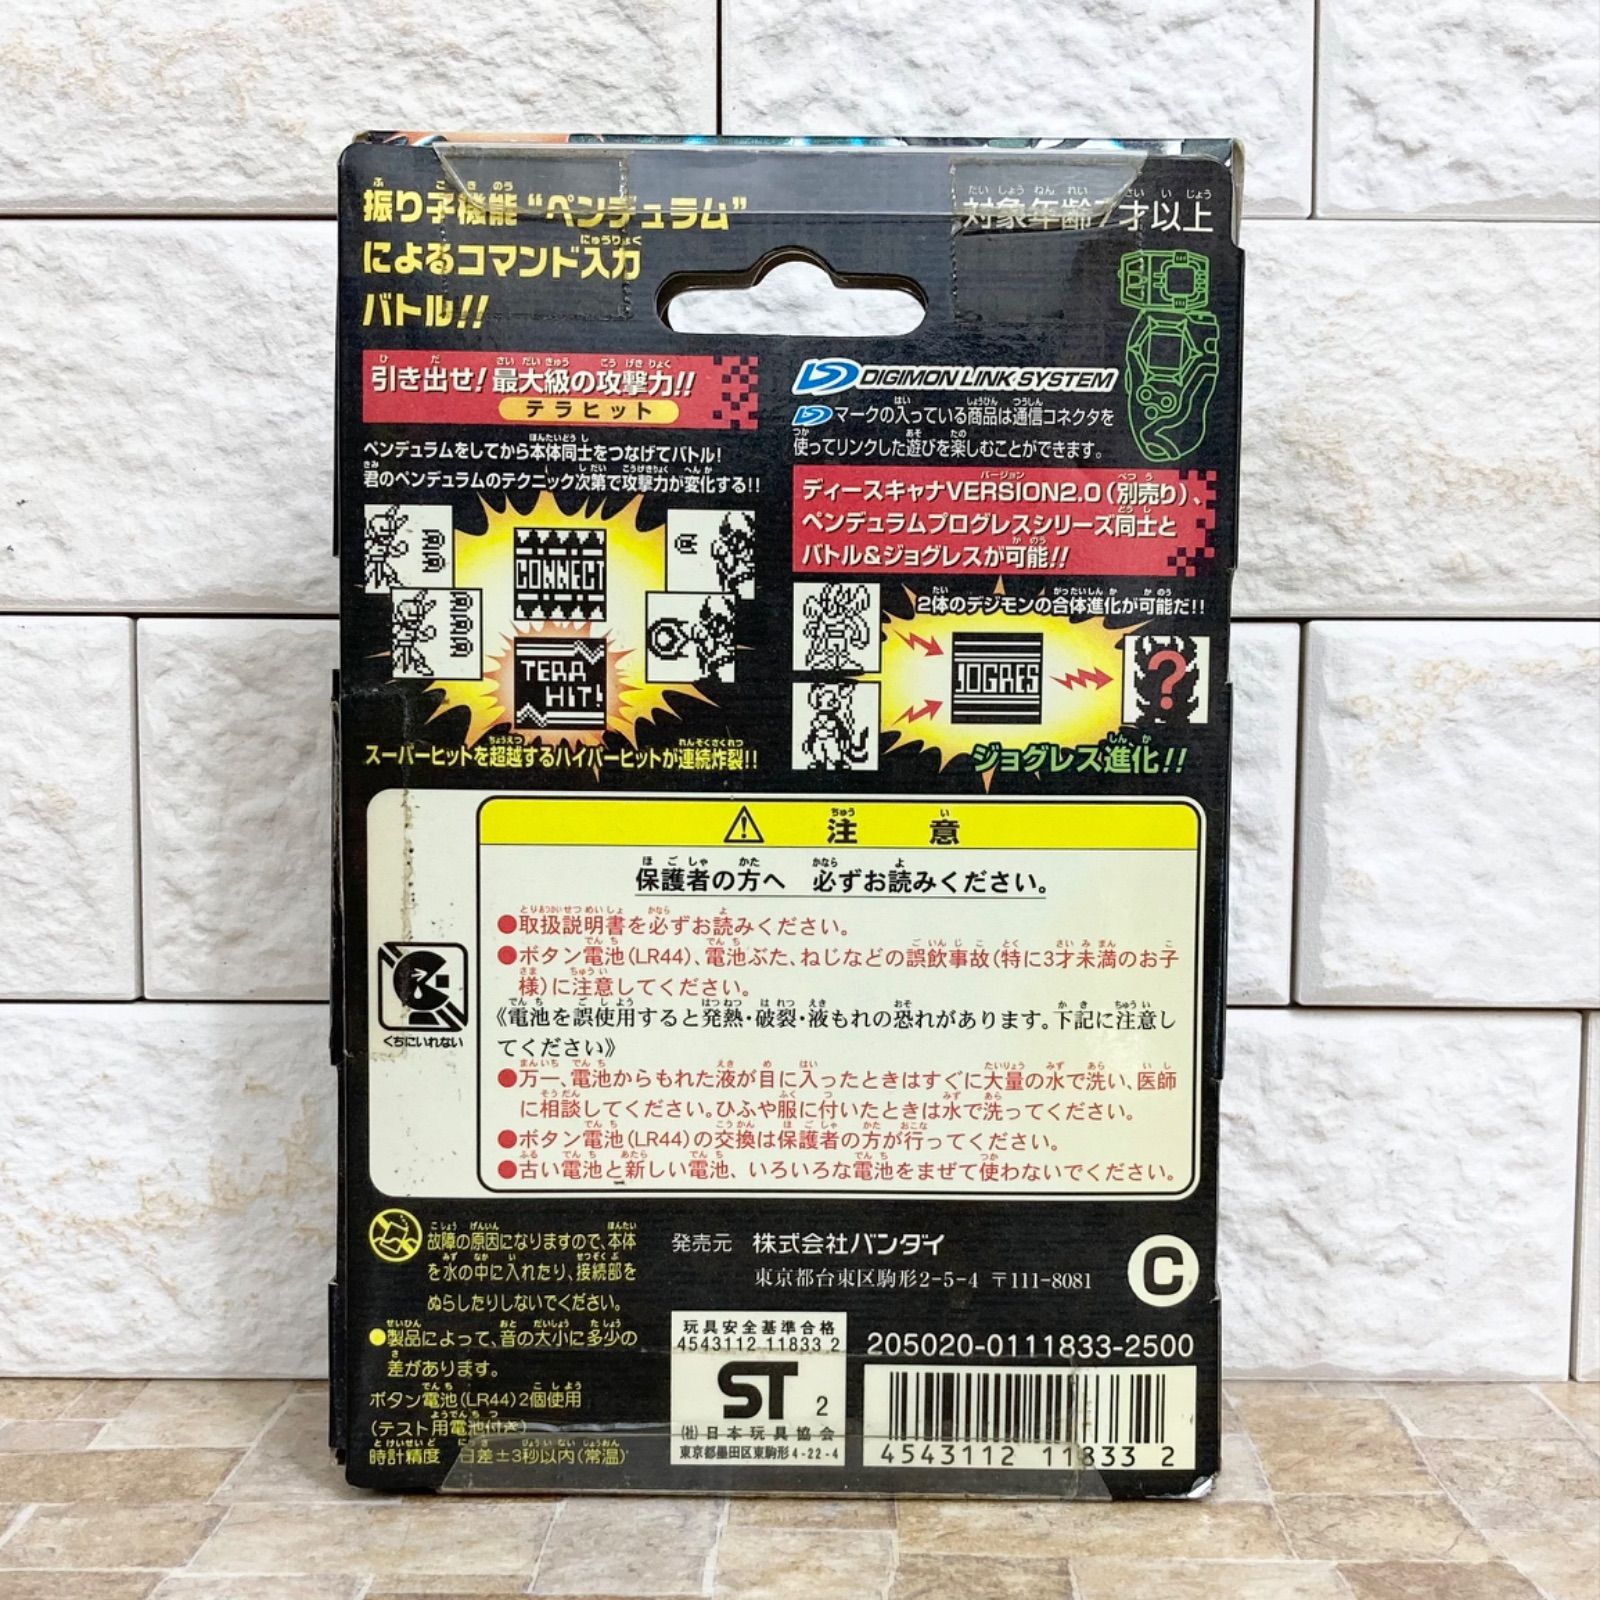 振り子機能“ペンデュラム”
によるコマンド入力
バトル!!
対象年齢7才以上
引き出せ!最大級の攻撃力!!
テラヒット
ペンデュラムをしてから本体同士をつなげてバトル!
君のペンデュラムのテクニック次第で攻撃力が変化する!!
CONNECT
TERA
HIT!
スーパーヒットを超越するハイパーヒットが連続炸裂!!
DIGIMON LINK SYSTEM
マークの入っている商品は通信コネクタを
使ってリンクした遊びを楽しむことができます。
ディースキャナVERSION2.0(別売り)、
ペンデュラムプログレスシリーズ同士と
バトル&ジョグレスが可能!!
2体のデジモンの合体進化が可能だ!!
JOGRES
?
ジョグレス進化!!
注意
保護者の方へ 必ずお読みください。
●取扱説明書を必ずお読みください。
●ボタン電池(LR44)、電池ぶた、ねじなどの誤飲事故(特に3才未満のお子
様)に注意してください。
《電池を誤使用すると発熱・破裂・液もれの恐れがあります。下記に注意し
てください》
●万一、電池からもれた液が目に入ったときはすぐに大量の水で洗い、医師
に相談してください。ひふや服に付いたときは水で洗ってください。
●ボタン電池(LR44)の交換は保護者の方が行ってください。
●古い電池と新しい電池、いろいろな電池をまぜて使わないでください。
くちにいれない
故障の原因になりますので、本体
を水の中に入れたり、接続部を
ぬらしたりしないでください。
●製品によって、音の大小に多少の
差があります。
ボタン電池(LR44)2個使用
(テスト用電池付き)
時計精度 日差±3秒以内(常温)
発売元 株式会社バンダイ
東京都台東区駒形2-5-4 〒111-8081
C
玩具安全基準合格
4543112 11833 2
ST 2
(社)日本玩具協会
東京都墨田区東駒形4-22-4
205020-0111833-2500
4543112 11833 2